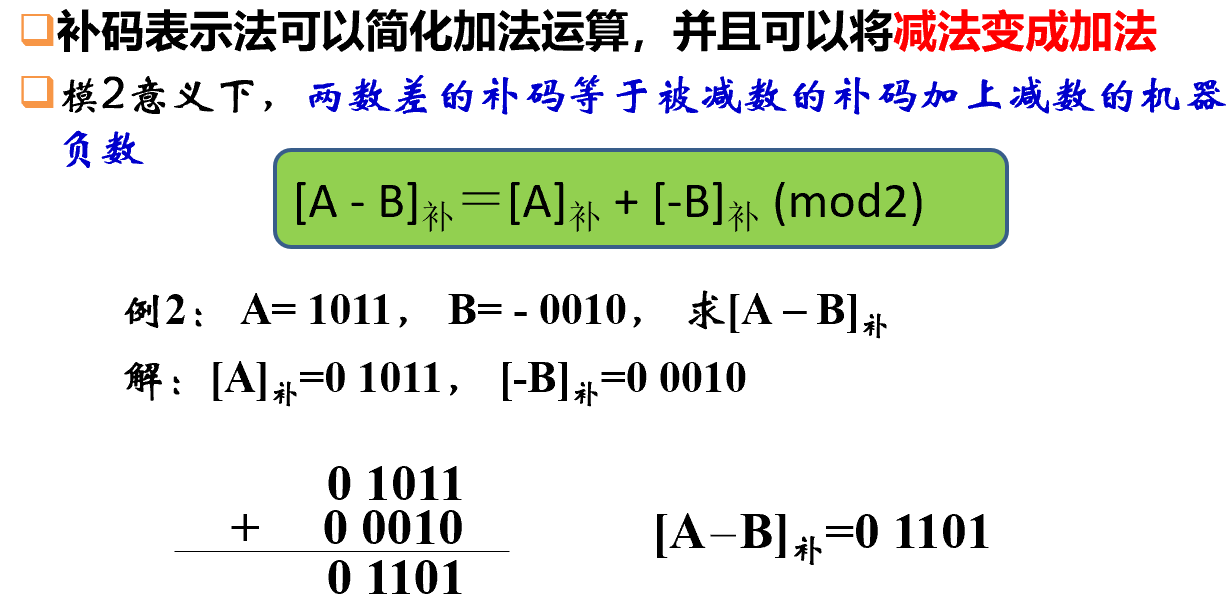 ❑补码表示法可以简化加法运算，并且可以将减法变成加法
❑模2意义下，两数差的补码等于被减数的补码加上减数的机器
负数
[A - B]补＝[A]补 + [-B]补 (mod2)
例2： A= 1011， B= - 0010， 求[A – B]补
解：[A]补=0 1011， [-B]补=0 0010
0 1011
+ 0 0010
0 1101
[A–B]补=0 1101